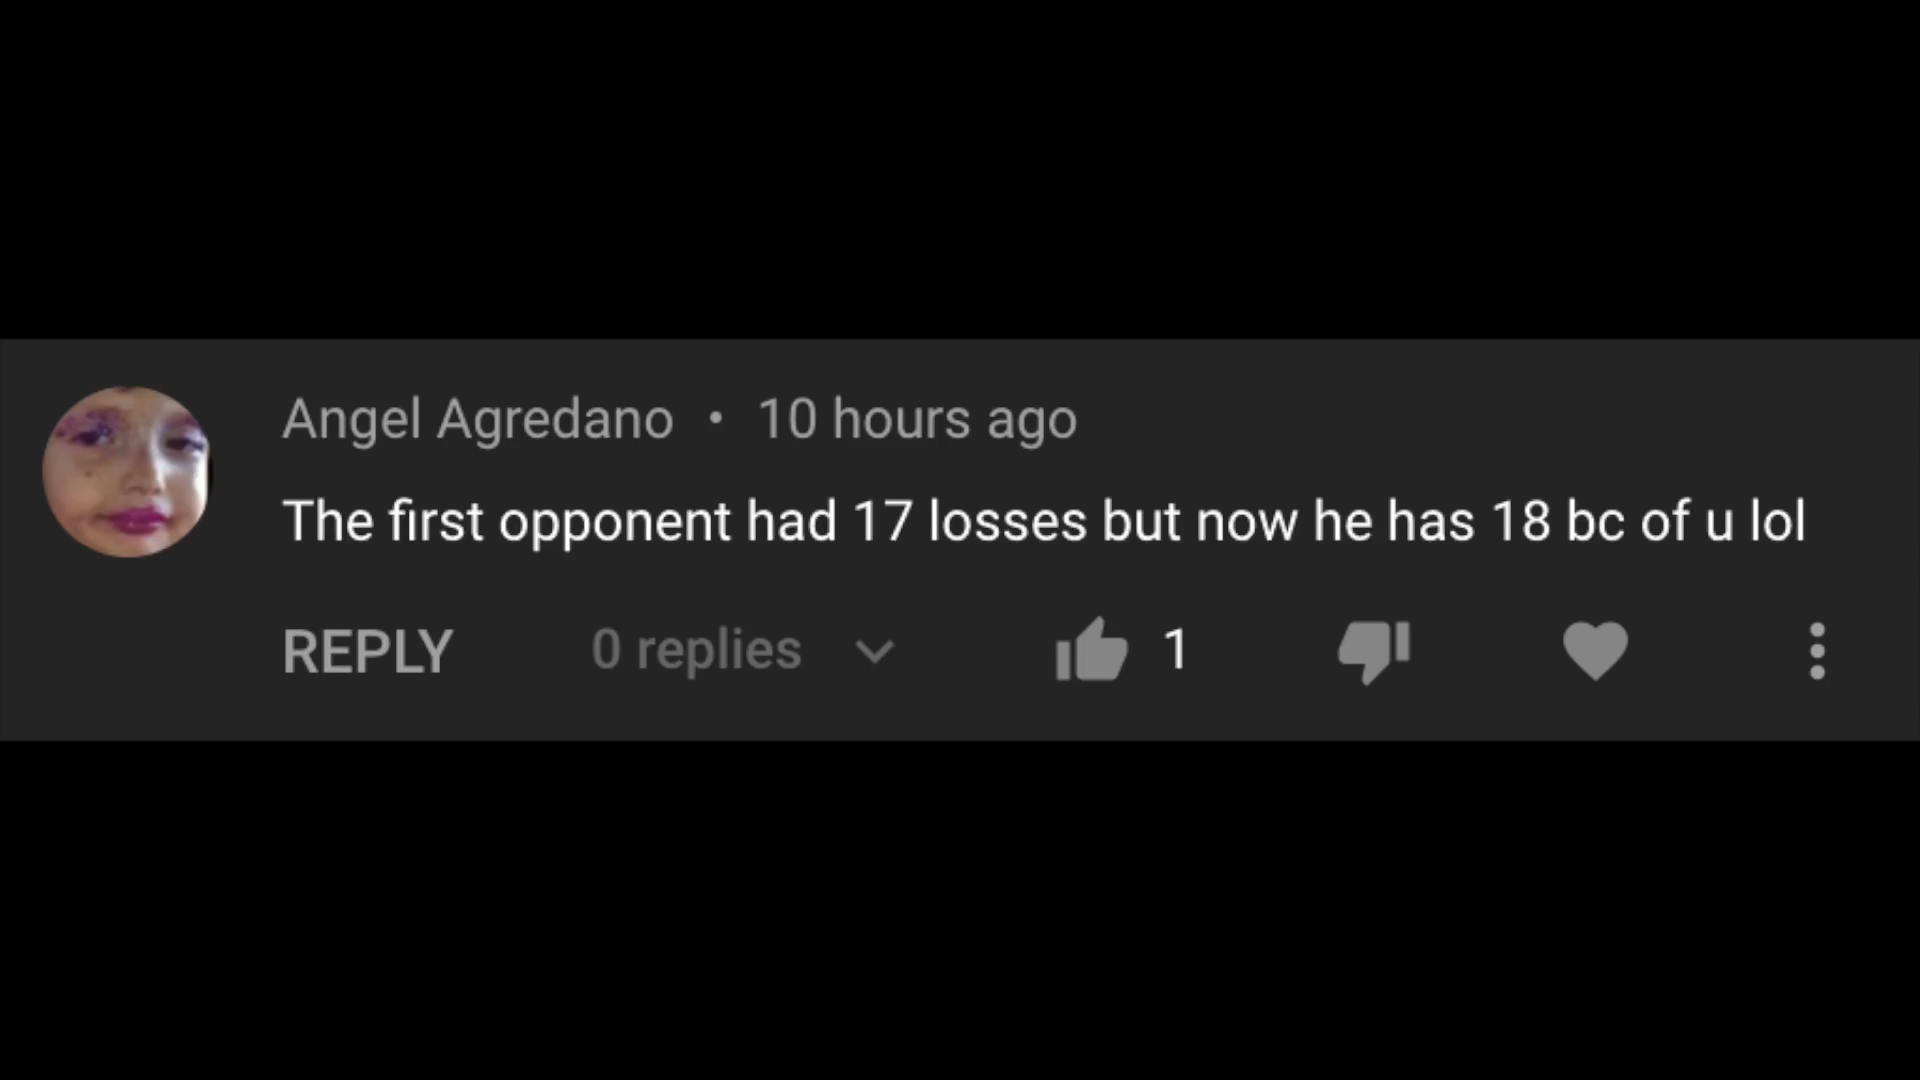 Angel Agredano • 10 hours ago
The first opponent had 17 losses but now he has 18 bc of u lol
REPLY 0 replies 1